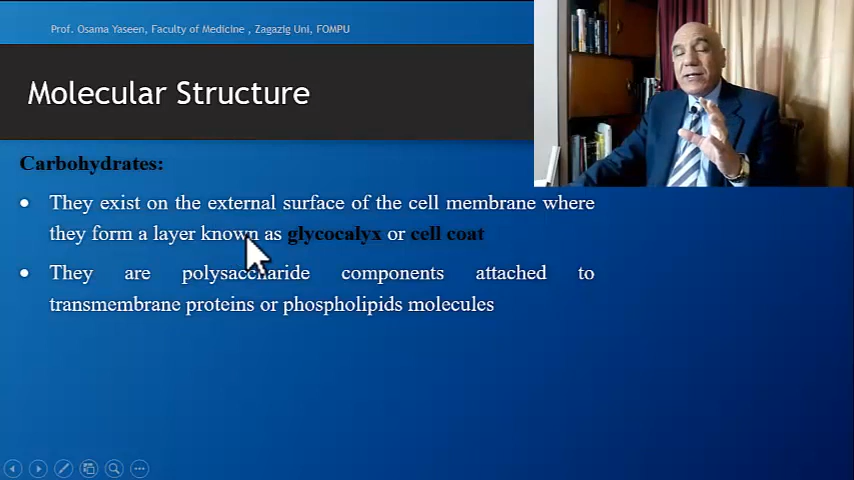 Prof. Osama Yaseen, Faculty of Medicine , Zagazig Uni, FOMPU
Molecular Structure
Carbohydrates:
• They exist on the external surface of the cell membrane where
they form a layer known as glycocalyx or cell coat
• They are polysaccharide components attached to
transmembrane proteins or phospholipids molecules